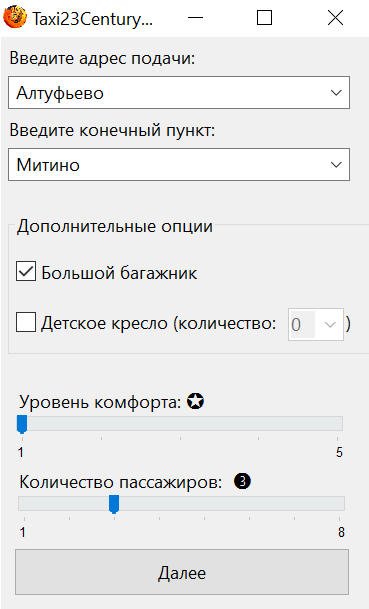 Taxi23Century...
Введите адрес подачи:
Алтуфьево
Введите конечный пункт:
Митино
Дополнительные опции
Большой багажник
Детское кресло (количество: 0 )
Уровень комфорта: ✪
1 5
Количество пассажиров: ❸
1 8
Далее